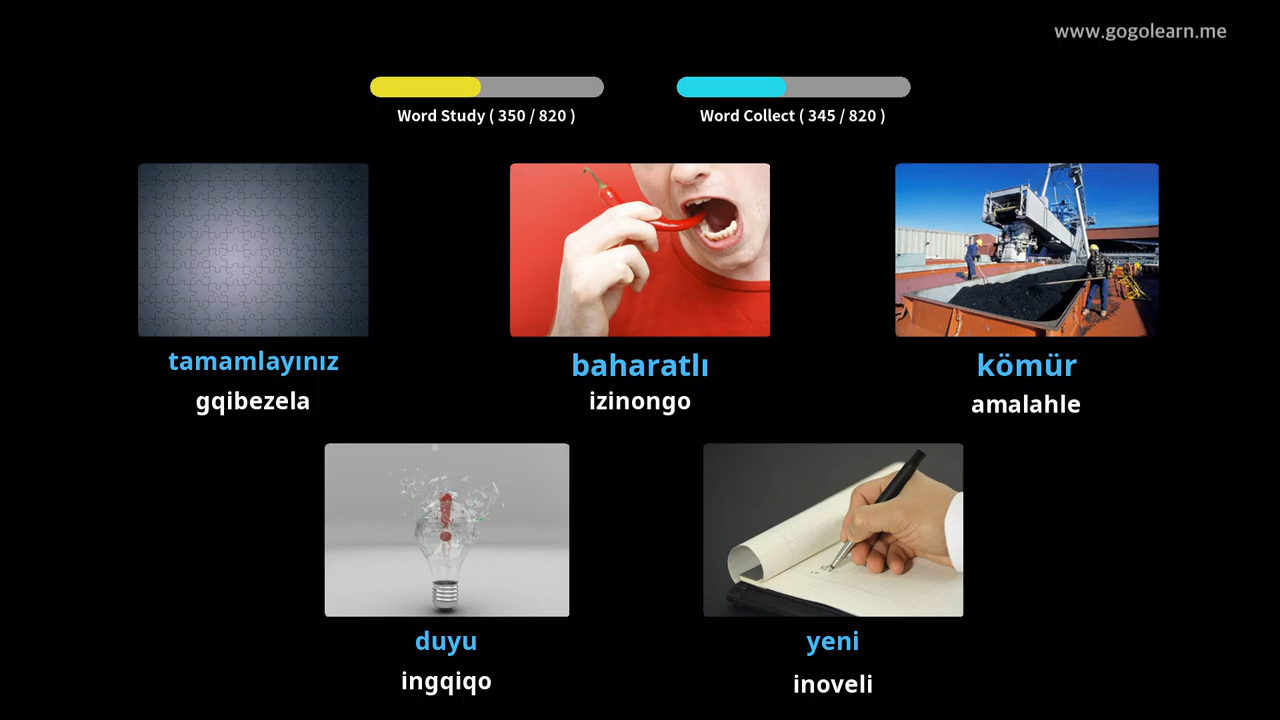 www.gogolearn.me
Word Study ( 350 / 820 )
Word Collect ( 345 / 820 )
tamamlayınız
gqibezela
baharatlı
izinongo
kömür
amalahle
duyu
ingqiqo
yeni
inoveli